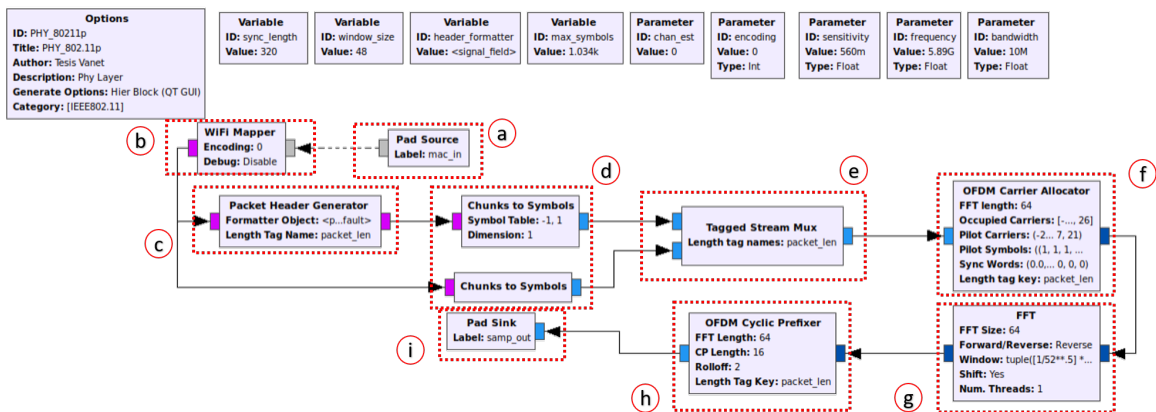 Options
ID: PHY_80211p
Title: PHY_802.11p
Author: Tesis Vanet
Description: Phy Layer
Generate Options: Hier Block (QT GUI)
Category: [IEEE802.11]
Variable
ID: sync_length
Value: 320
Variable
ID: window_size
Value: 48
Variable
ID: header_formatter
Value: <signal_field>
Variable
ID: max_symbols
Value: 1.034k
Parameter
ID: chan_est
Value: 0
Parameter
ID: encoding
Value: 0
Type: Int
Parameter
ID: sensitivity
Value: 560m
Type: Float
Parameter
ID: frequency
Value: 5.89G
Type: Float
Parameter
ID: bandwidth
Value: 10M
Type: Float
b
WiFi Mapper
Encoding: 0
Debug: Disable
Pad Source
Label: mac_in
a
c
Packet Header Generator
Formatter Object: <p...fault>
Length Tag Name: packet_len
d
Chunks to Symbols
Symbol Table: -1, 1
Dimension: 1
Chunks to Symbols
e
Tagged Stream Mux
Length tag names: packet_len
f
OFDM Carrier Allocator
FFT length: 64
Occupied Carriers: [-..., 26]
Pilot Carriers: (-2... 7, 21)
Pilot Symbols: ((1, 1, 1, ...
Sync Words: (0.0,... 0, 0, 0)
Length tag key: packet_len
i
Pad Sink
Label: samp_out
h
OFDM Cyclic Prefixer
FFT Length: 64
CP Length: 16
Rolloff: 2
Length Tag Key: packet_len
g
FFT
FFT Size: 64
Forward/Reverse: Reverse
Window: tuple([1/52**.5] *...
Shift: Yes
Num. Threads: 1